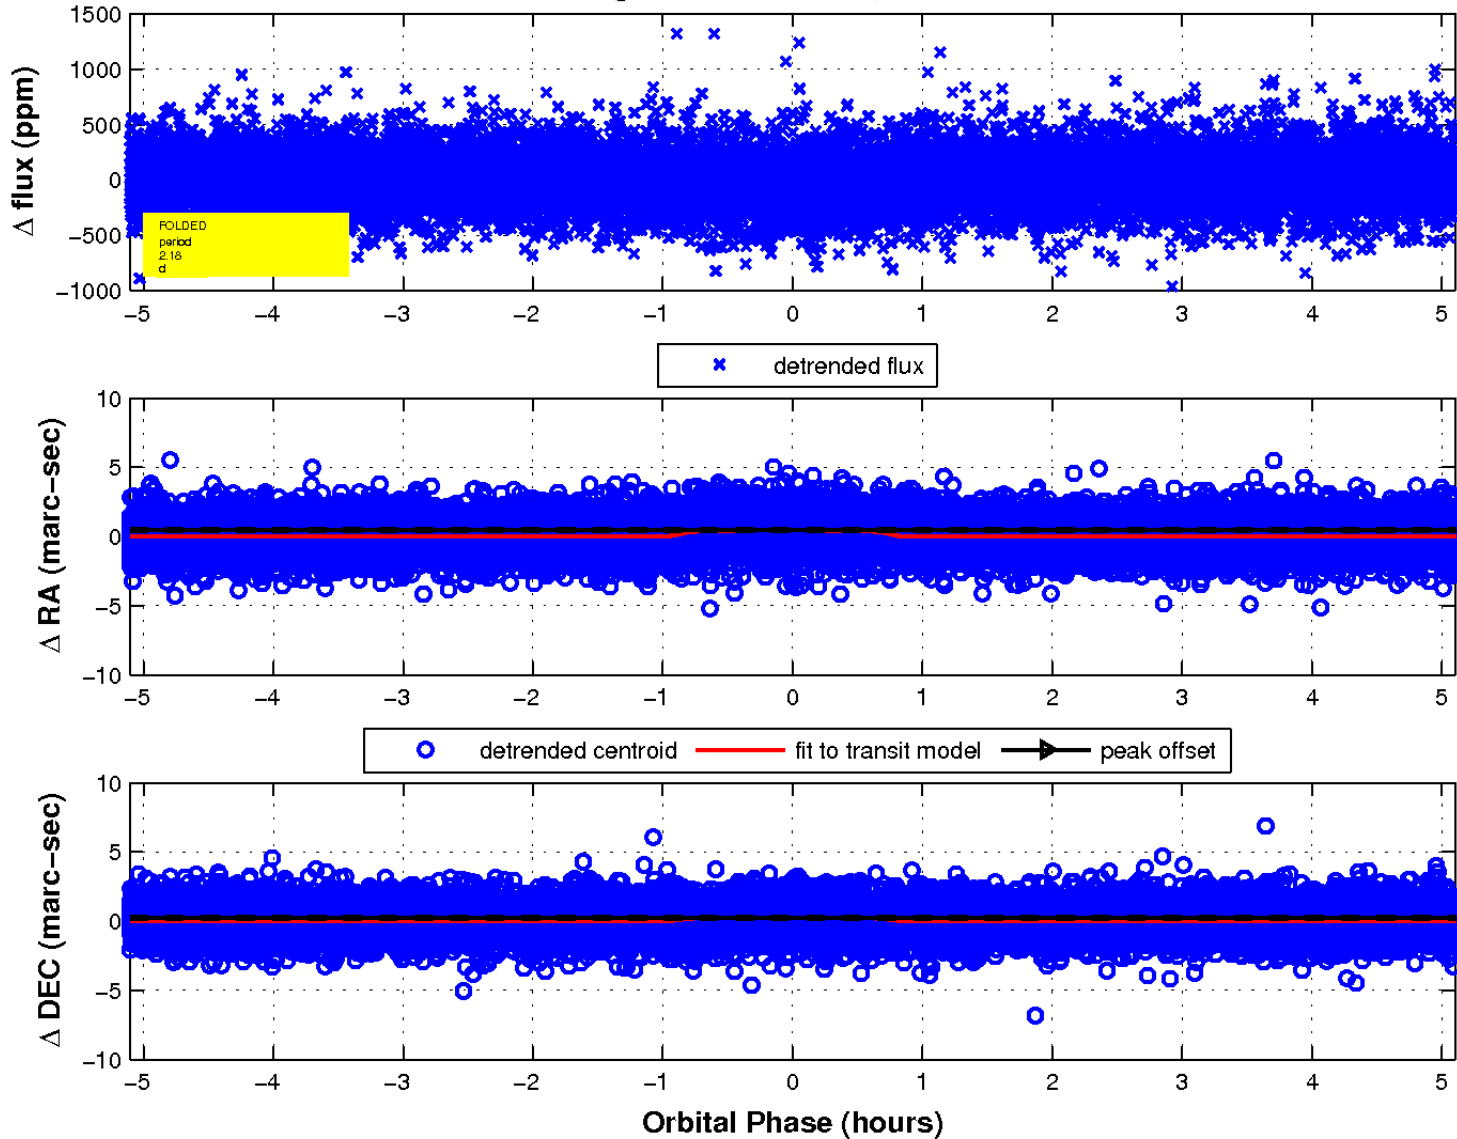 1500
1000
500
0
−500
−1000
Δ flux (ppm)
FOLDED
period
2.18
d
−5 −4 −3 −2 −1 0 1 2 3 4 5
detrended flux
10
5
0
−5
−10
Δ RA (marc−sec)
−5 −4 −3 −2 −1 0 1 2 3 4 5
detrended centroid fit to transit model peak offset
10
5
0
−5
−10
Δ DEC (marc−sec)
−5 −4 −3 −2 −1 0 1 2 3 4 5
Orbital Phase (hours)